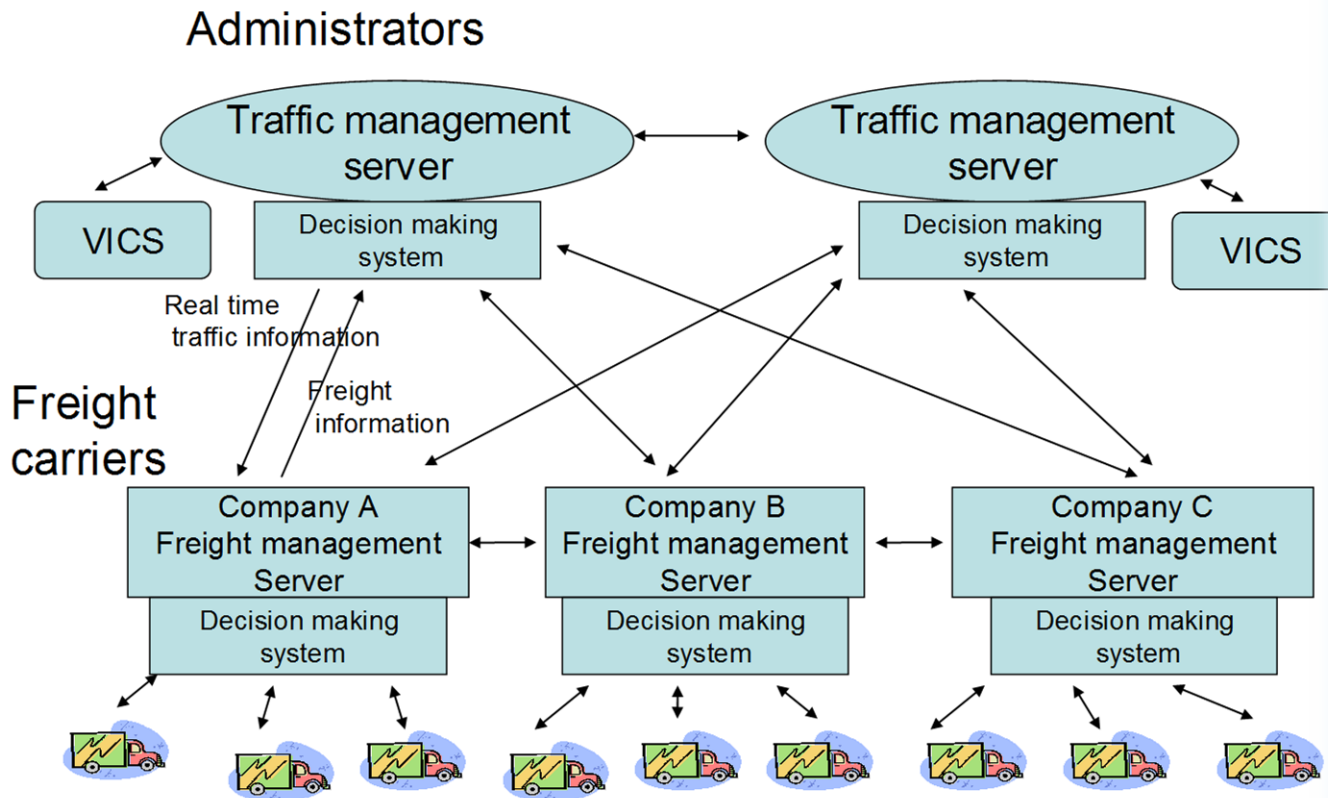 Administrators
Traffic management
server
Traffic management
server
VICS
Decision making
system
Decision making
system
VICS
Real time
traffic information
Freight
information
Freight
carriers
Company A
Freight management
Server
Company B
Freight management
Server
Company C
Freight management
Server
Decision making
system
Decision making
system
Decision making
system